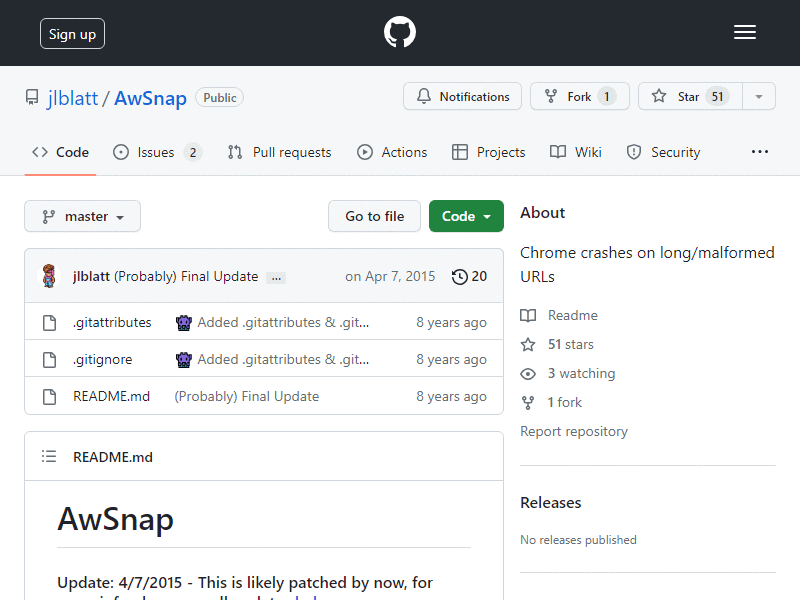 Sign up
jlblatt / AwSnap Public
Notifications Fork 1 Star 51
Code Issues 2 Pull requests Actions Projects Wiki Security
master Go to file Code
jlblatt (Probably) Final Update ... on Apr 7, 2015 20
.gitattributes Added .gitattributes & .git... 8 years ago
.gitignore Added .gitattributes & .git... 8 years ago
README.md (Probably) Final Update 8 years ago
README.md
AwSnap
Update: 4/7/2015 - This is likely patched by now, for
About
Chrome crashes on long/malformed
URLs
Readme
51 stars
3 watching
1 fork
Report repository
Releases
No releases published